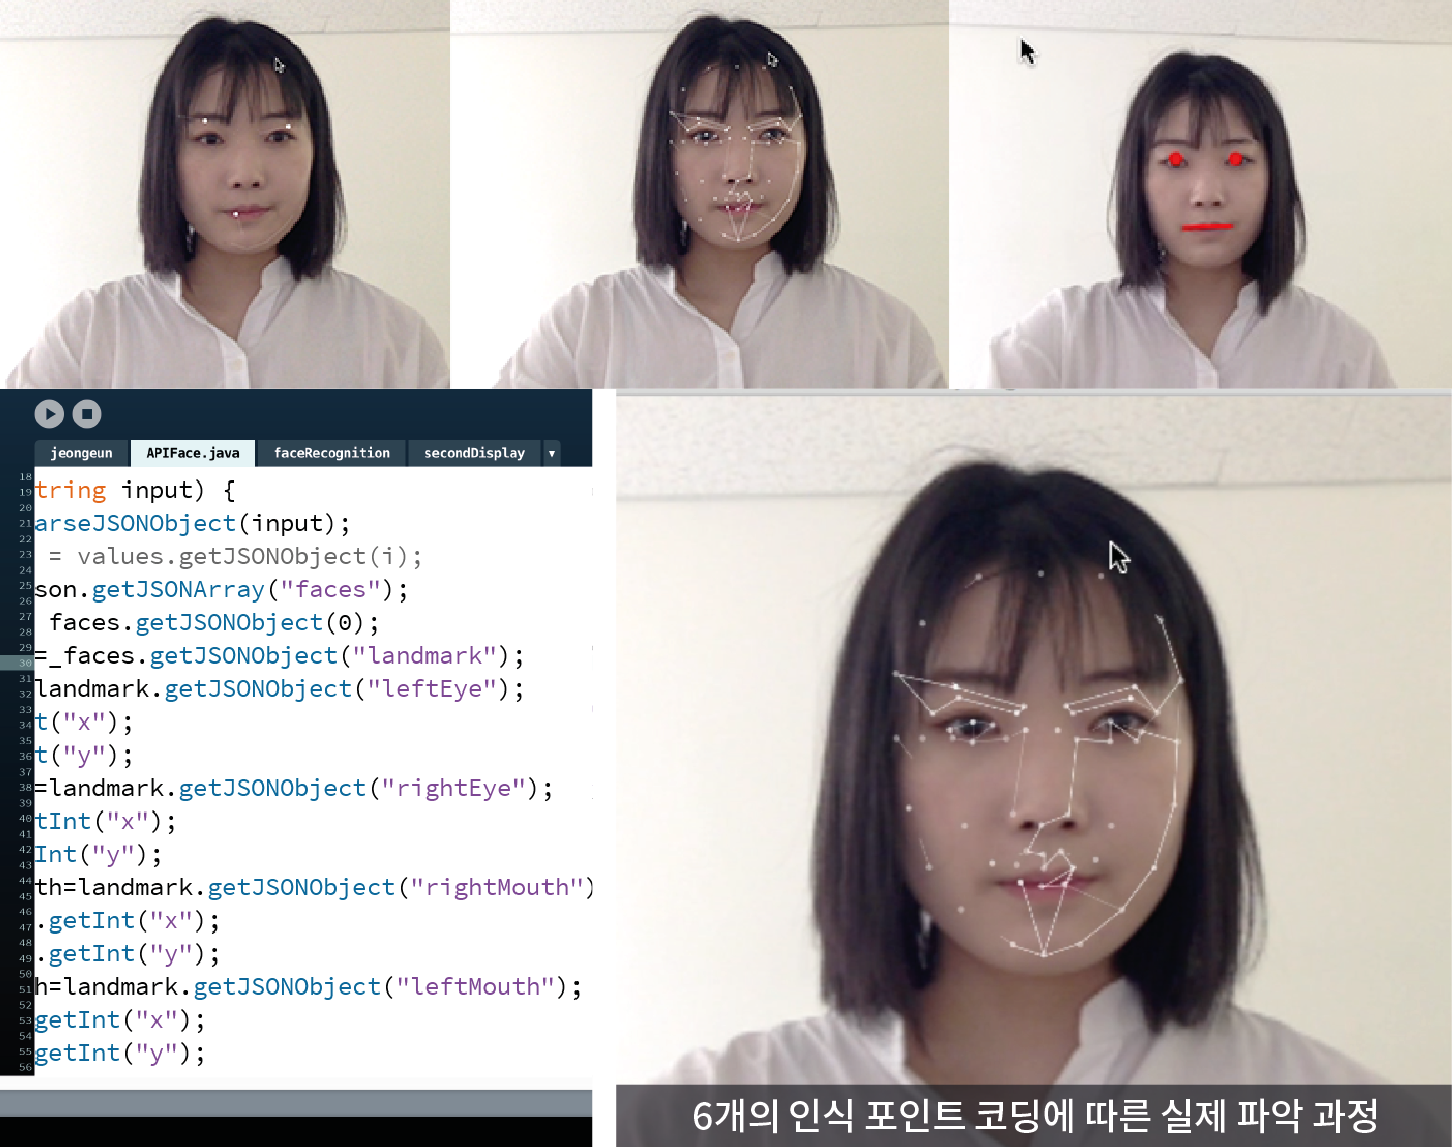 jeongeun APIFace.java faceRecognition secondDisplay
18
19
20
21
22
23
24
25
26
27
28
29
30
31
32
33
34
35
36
37
38
39
40
41
42
43
44
45
46
47
48
49
50
51
52
53
54
55
56
tring input) {
arseJSONObject(input);
= values.getJSONObject(i);
son.getJSONArray("faces");
faces.getJSONObject(0);
=_faces.getJSONObject("landmark");
landmark.getJSONObject("leftEye");
t("x");
t("y");
=landmark.getJSONObject("rightEye");
tInt("x");
Int("y");
th=landmark.getJSONObject("rightMouth")
.getInt("x");
.getInt("y");
h=landmark.getJSONObject("leftMouth");
getInt("x");
getInt("y");
6개의 인식 포인트 코딩에 따른 실제 파악 과정